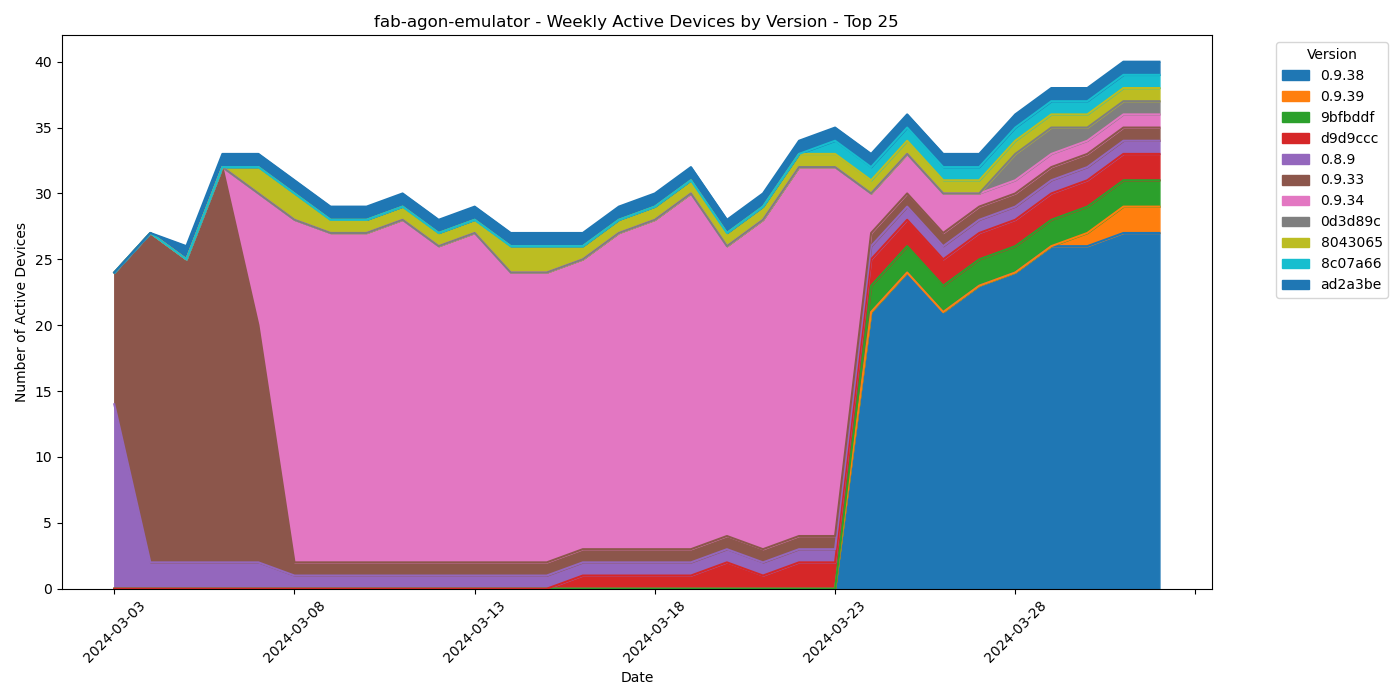 fab-agon-emulator - Weekly Active Devices by Version - Top 25
Number of Active Devices
40
35
30
25
20
15
10
5
0
2024-03-03
2024-03-08
2024-03-13
2024-03-18
2024-03-23
2024-03-28
Date
Version
0.9.38
0.9.39
9bfbddf
d9d9ccc
0.8.9
0.9.33
0.9.34
0d3d89c
8043065
8c07a66
ad2a3be